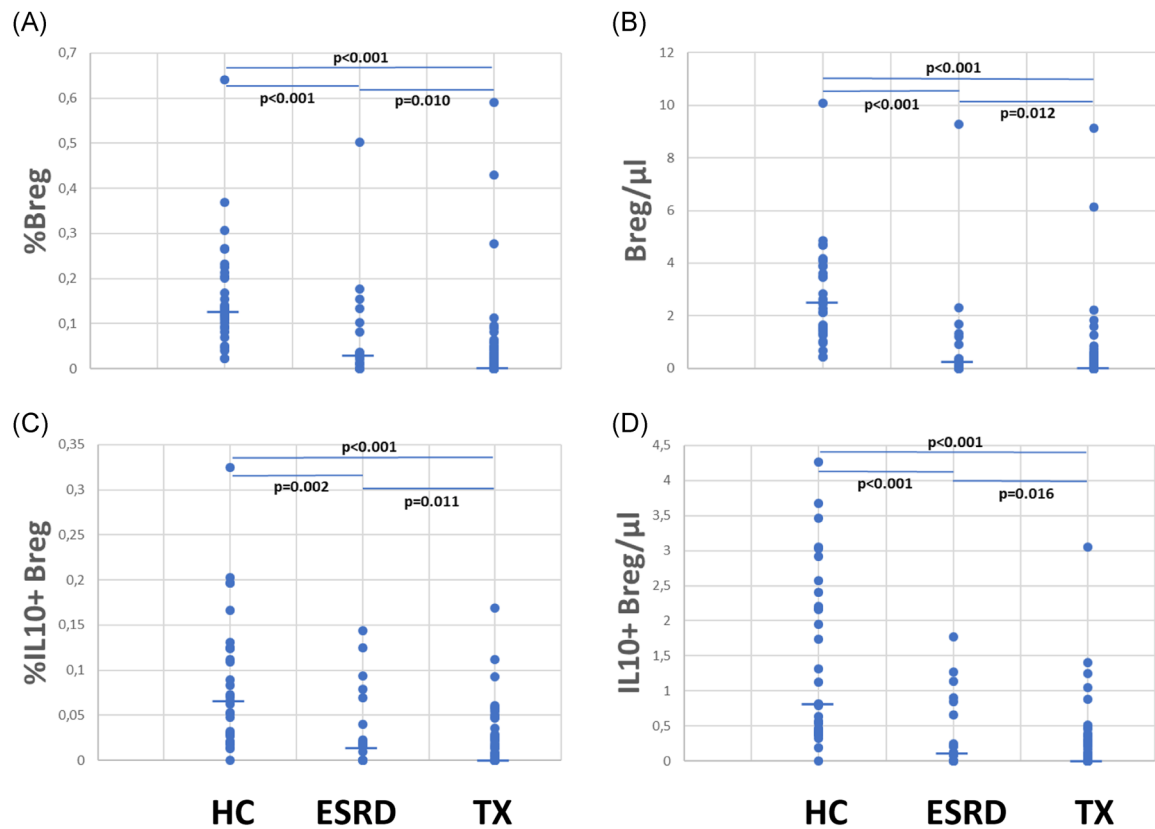 (A)
0,7
0,6
0,5
0,4
0,3
0,2
0,1
0
%Breg
p<0.001
p<0.001
p=0.010
(B)
12
10
8
6
4
2
0
Breg/µl
p<0.001
p<0.001
p=0.012
(C)
0,35
0,3
0,25
0,2
0,15
0,1
0,05
0
%IL10+ Breg
p<0.001
p=0.002
p=0.011
HC ESRD TX
(D)
4,5
4
3,5
3
2,5
2
1,5
1
0,5
0
IL10+ Breg/µl
p<0.001
p<0.001
p=0.016
HC ESRD TX